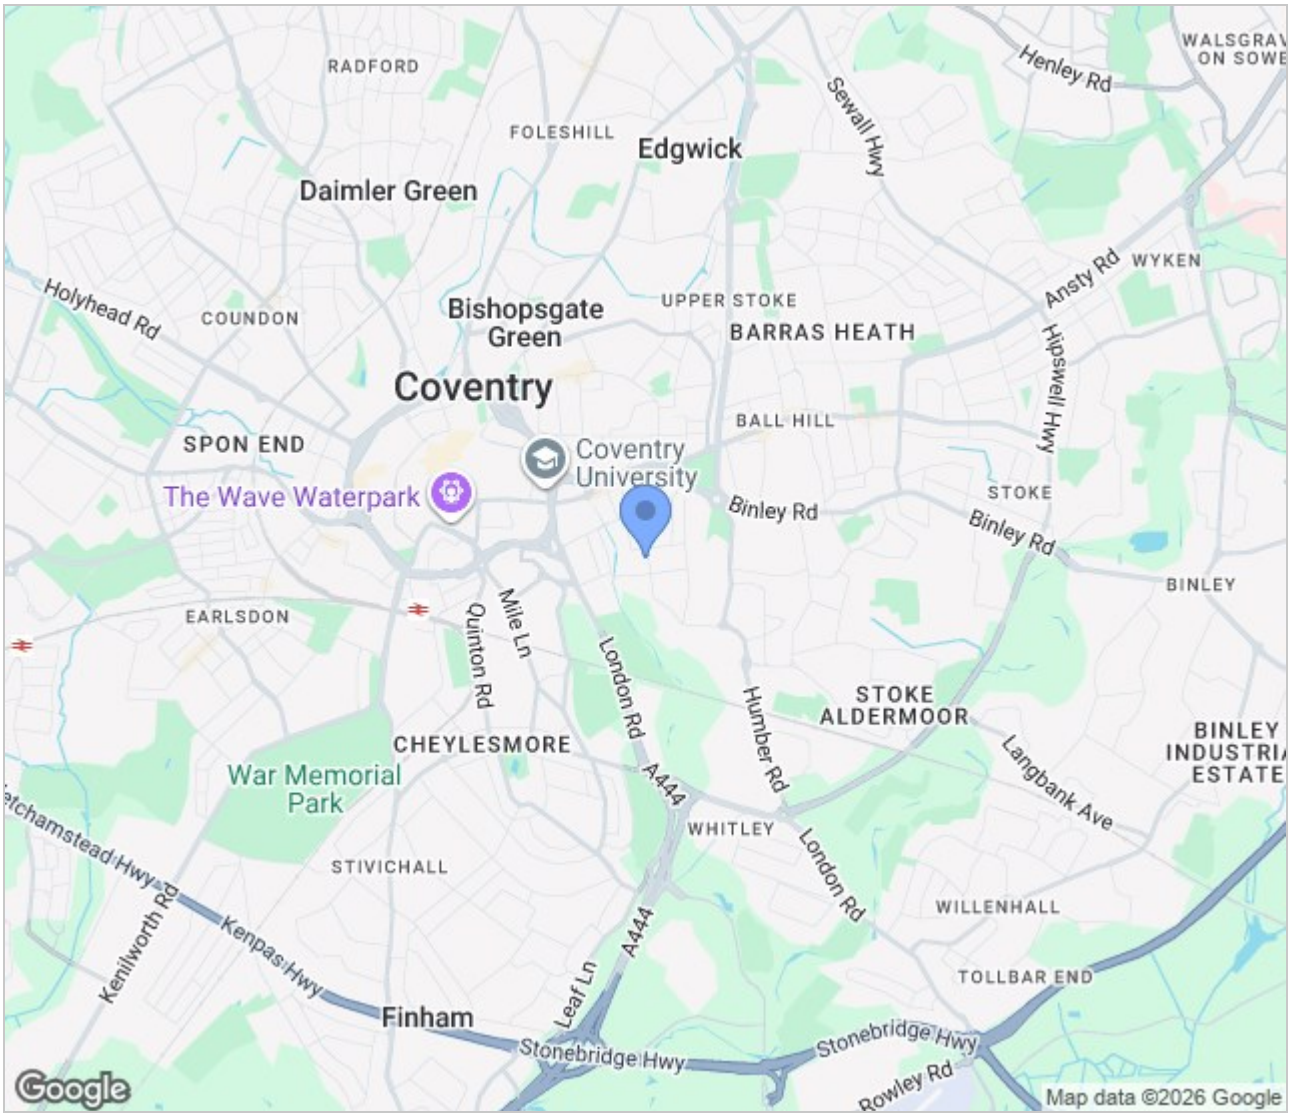 RADFORD
Henley Rd
WALSGRAV
ON SOWE
Sewall Hwy
FOLESHILL
Edgwick
Daimler Green
Ansty Rd
WYKEN
Holyhead Rd
COUNDON
Bishopsgate
Green
UPPER STOKE
BARRAS HEATH
Hipswell Hwy
Coventry
BALL HILL
SPON END
Coventry
University
The Wave Waterpark
Binley Rd
STOKE
Binley Rd
BINLEY
EARLSDON
Quinton Rd
Mile Ln
London Rd
Humber Rd
STOKE
ALDERMOOR
Langbank Ave
BINLEY
INDUSTRIA
ESTATE
CHEYLESMORE
War Memorial
Park
A444
WHITLEY
London Rd
etchamstead Hwy
STIVICHALL
Kenilworth Rd
Kenpas Hwy
A444
WILLENHALL
Leaf Ln
TOLLBAR END
Finham
Stonebridge Hwy
Stonebridge Hwy
Rowley Rd
Google
Map data ©2026 Google